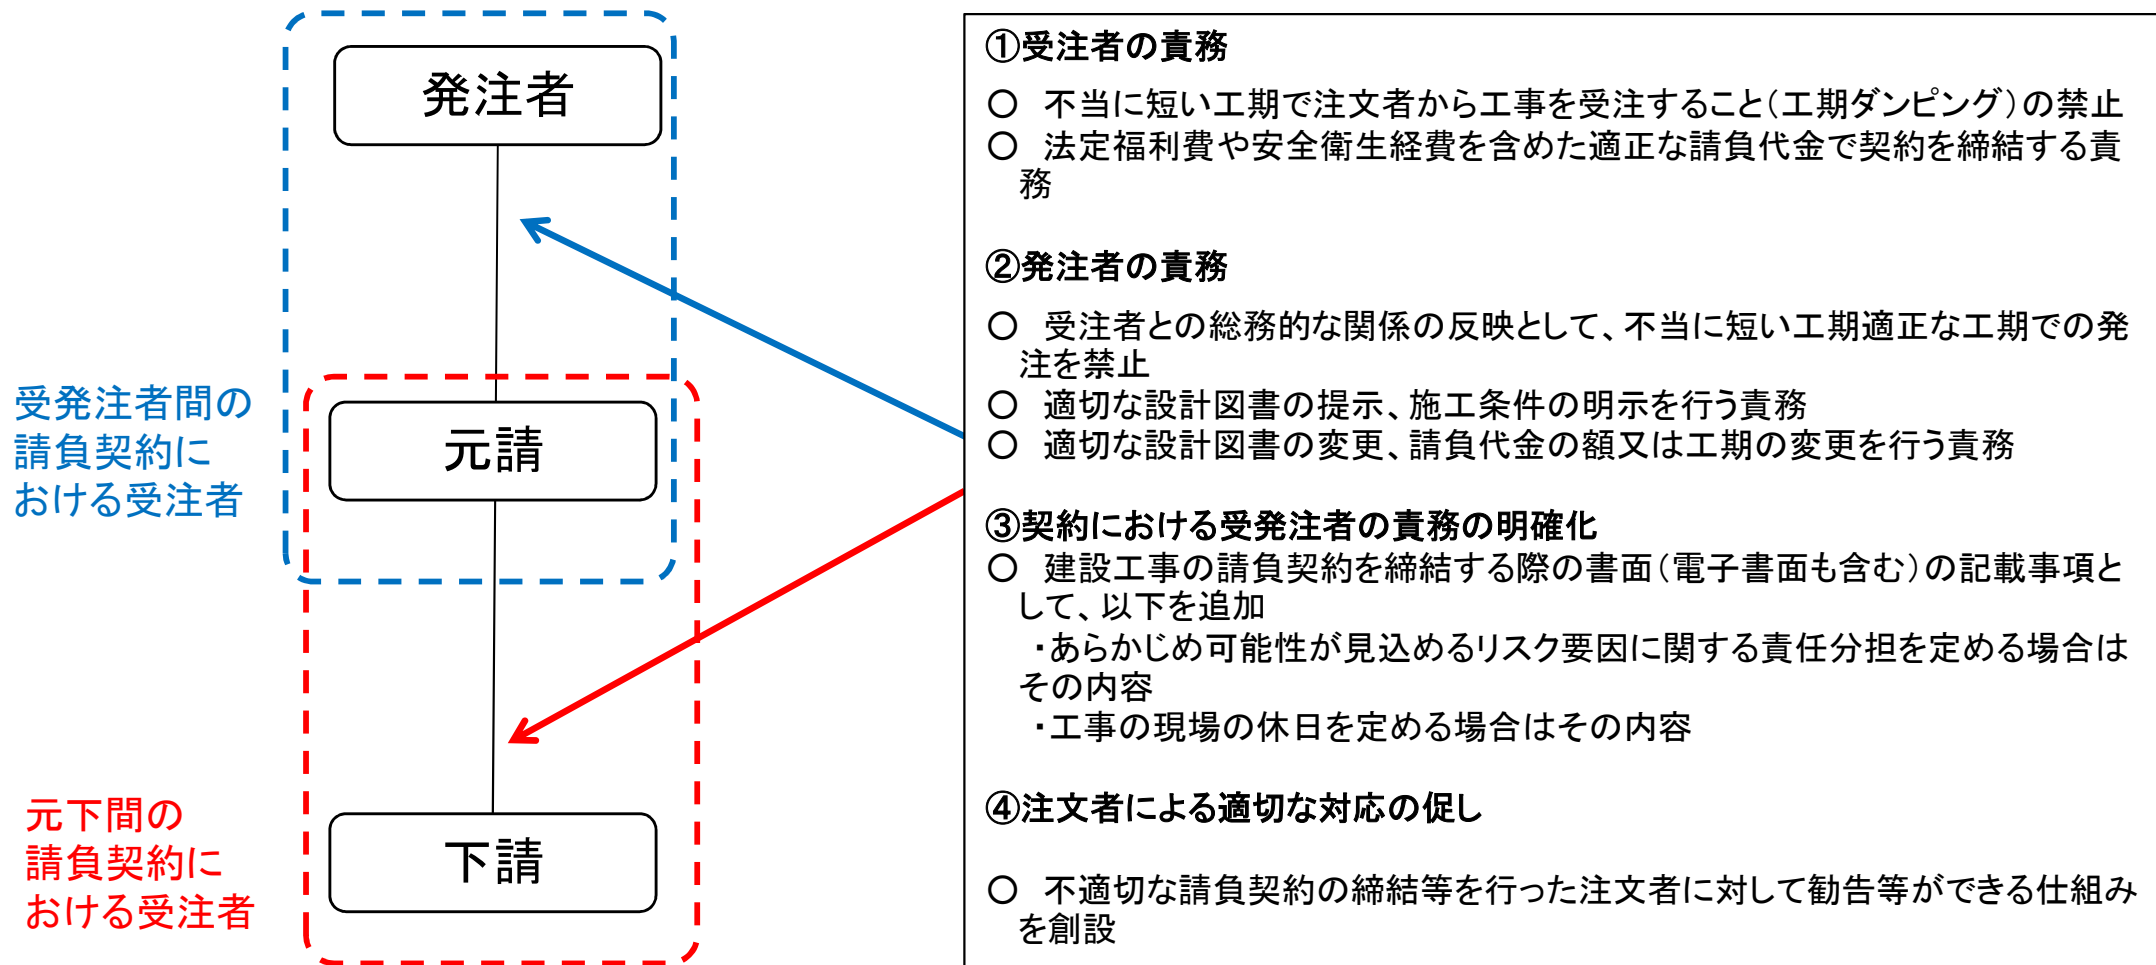 発注者
元請
下請
受発注者間の
請負契約に
おける受注者
元下間の
請負契約に
おける受注者
①受注者の責務
○ 不当に短い工期で注文者から工事を受注すること(工期ダンピング)の禁止
○ 法定福利費や安全衛生経費を含めた適正な請負代金で契約を締結する責
務
②発注者の責務
○ 受注者との総務的な関係の反映として、不当に短い工期適正な工期での発
注を禁止
○ 適切な設計図書の提示、施工条件の明示を行う責務
○ 適切な設計図書の変更、請負代金の額又は工期の変更を行う責務
③契約における受発注者の責務の明確化
○ 建設工事の請負契約を締結する際の書面(電子書面も含む)の記載事項と
して、以下を追加
・あらかじめ可能性が見込めるリスク要因に関する責任分担を定める場合は
その内容
・工事の現場の休日を定める場合はその内容
④注文者による適切な対応の促し
○ 不適切な請負契約の締結等を行った注文者に対して勧告等ができる仕組み
を創設